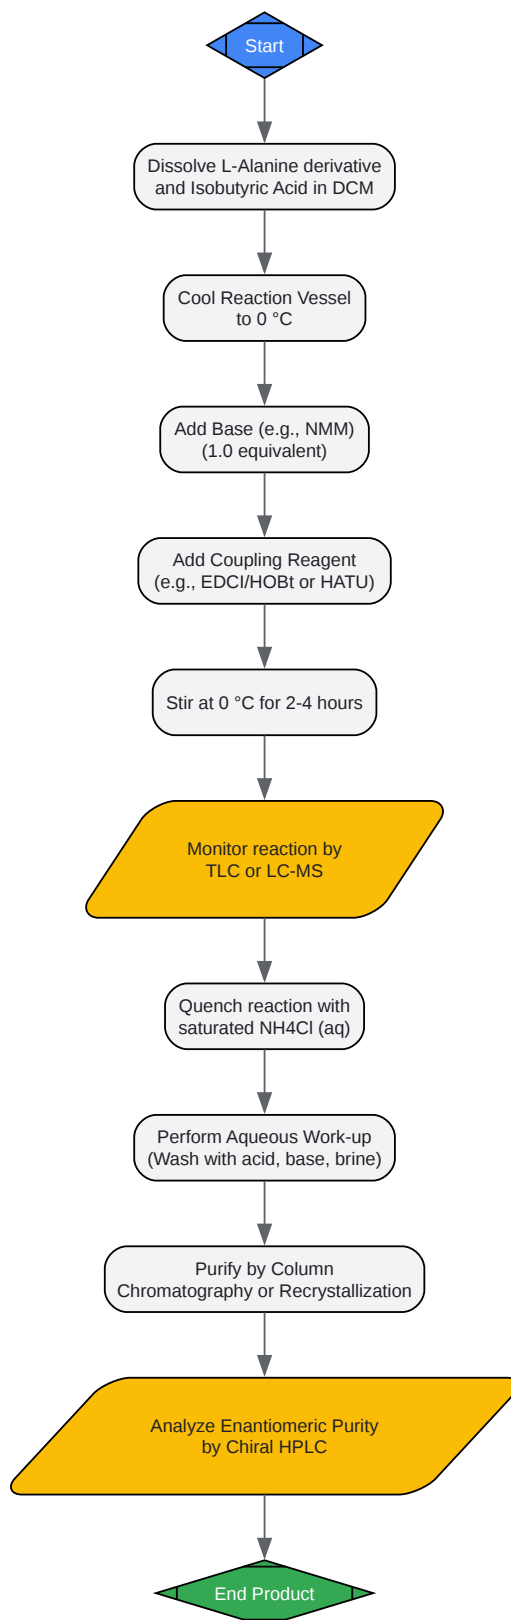 Start
Dissolve L-Alanine derivative
and Isobutyric Acid in DCM
Cool Reaction Vessel
to 0 °C
Add Base (e.g., NMM)
(1.0 equivalent)
Add Coupling Reagent
(e.g., EDCI/HOBt or HATU)
Stir at 0 °C for 2-4 hours
Monitor reaction by
TLC or LC-MS
Quench reaction with
saturated NH4Cl (aq)
Perform Aqueous Work-up
(Wash with acid, base, brine)
Purify by Column
Chromatography or Recrystallization
Analyze Enantiomeric Purity
by Chiral HPLC
End Product